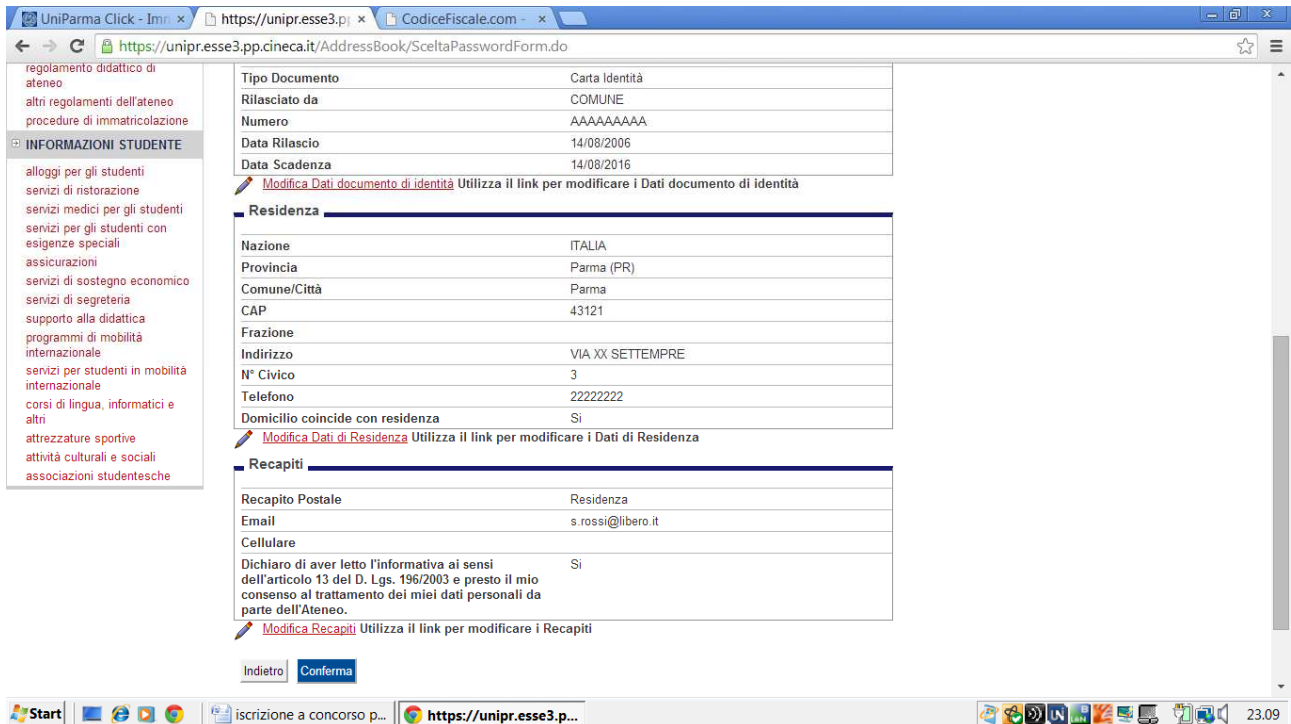 UniParma Click - Imn
https://unipr.esse3.pp
CodiceFiscale.com -
https://unipr.esse3.pp.cineca.it/AddressBook/SceltaPasswordForm.do
regolamento didattico di
ateneo
altri regolamenti dell'ateneo
procedure di immatricolazione
INFORMAZIONI STUDENTE
alloggi per gli studenti
servizi di ristorazione
servizi medici per gli studenti
servizi per gli studenti con
esigenze speciali
assicurazioni
servizi di sostegno economico
servizi di segreteria
supporto alla didattica
programmi di mobilità
internazionale
servizi per studenti in mobilità
internazionale
corsi di lingua, informatici e
altri
attrezzature sportive
attività culturali e sociali
associazioni studentesche
Tipo Documento Carta Identità
Rilasciato da COMUNE
Numero AAAAAAAAA
Data Rilascio 14/08/2006
Data Scadenza 14/08/2016
Modifica Dati documento di identità Utilizza il link per modificare i Dati documento di identità
Residenza
Nazione ITALIA
Provincia Parma (PR)
Comune/Città Parma
CAP 43121
Frazione
Indirizzo VIA XX SETTEMPRE
N° Civico 3
Telefono 22222222
Domicilio coincide con residenza Si
Modifica Dati di Residenza Utilizza il link per modificare i Dati di Residenza
Recapiti
Recapito Postale Residenza
Email s.rossi@libero.it
Cellulare
Dichiaro di aver letto l'informativa ai sensi Si
dell'articolo 13 del D. Lgs. 196/2003 e presto il mio
consenso al trattamento dei miei dati personali da
parte dell'Ateneo.
Modifica Recapiti Utilizza il link per modificare i Recapiti
Indietro Conferma
Start
iscrizione a concorso p...
https://unipr.esse3.p...
23.09